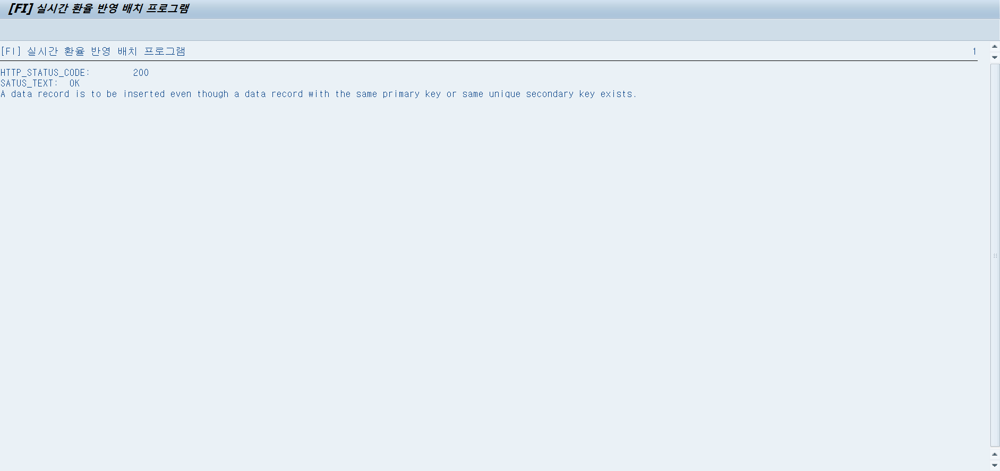 [FI] 실시간 환율 반영 배치 프로그램
[FI] 실시간 환율 반영 배치 프로그램 1
HTTP_STATUS_CODE: 200
SATUS_TEXT: OK
A data record is to be inserted even though a data record with the same primary key or same unique secondary key exists.